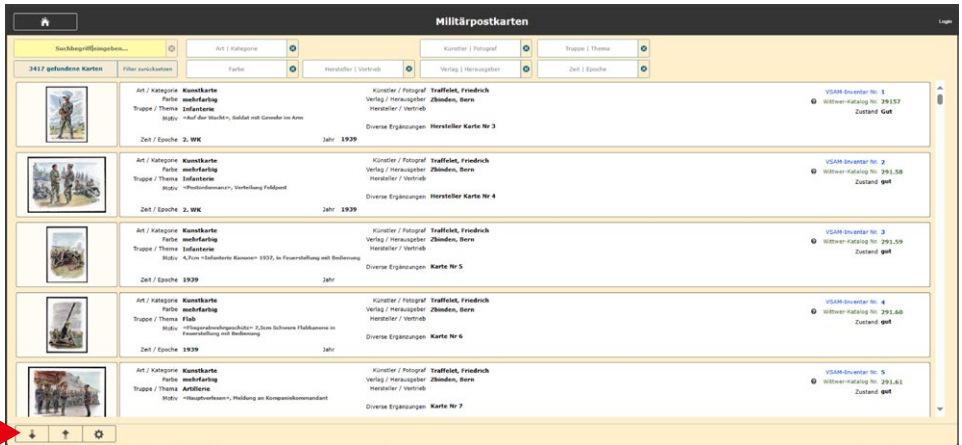 Militärpostkarten
Login
Suchbegriff eingeben...
Art | Kategorie
Künstler | Fotograf
Truppe | Thema
3417 gefundene Karten
Filter zurücksetzen
Farbe
Hersteller | Vertrieb
Verlag | Herausgeber
Zeit | Epoche
Art / Kategorie Kunstkarte Künstler / Fotograf Traffelet, Friedrich VSAM-Inventar Nr. 1
Farbe mehrfarbig Verlag / Herausgeber Zbinden, Bern Wittwer-Katalog Nr. 29157
Truppe / Thema Infanterie Hersteller / Vertrieb Zustand Gut
Motiv «Auf der Wacht», Soldat mit Gewehr im Arm
Diverse Ergänzungen Hersteller Karte Nr 3
Zeit / Epoche 2. WK Jahr 1939
Art / Kategorie Kunstkarte Künstler / Fotograf Traffelet, Friedrich VSAM-Inventar Nr. 2
Farbe mehrfarbig Verlag / Herausgeber Zbinden, Bern Wittwer-Katalog Nr. 291.58
Truppe / Thema Infanterie Hersteller / Vertrieb Zustand gut
Motiv «Postordonnanz», Verteilung Feldpost
Diverse Ergänzungen Hersteller Karte Nr 4
Zeit / Epoche 2. WK Jahr 1939
Art / Kategorie Kunstkarte Künstler / Fotograf Traffelet, Friedrich VSAM-Inventar Nr. 3
Farbe mehrfarbig Verlag / Herausgeber Zbinden, Bern Wittwer-Katalog Nr. 291.59
Truppe / Thema Infanterie Hersteller / Vertrieb Zustand gut
Motiv 4,7cm «Infanterie Kanone» 1937, in Feuerstellung mit Bedienung
Diverse Ergänzungen Karte Nr 5
Zeit / Epoche 1939 Jahr
Art / Kategorie Kunstkarte Künstler / Fotograf Traffelet, Friedrich VSAM-Inventar Nr. 4
Farbe mehrfarbig Verlag / Herausgeber Zbinden, Bern Wittwer-Katalog Nr. 291.60
Truppe / Thema Flab Hersteller / Vertrieb Zustand gut
Motiv «Fliegerabwehrgeschütz» 7,5cm Schwere Flabkanone in
Feuerstellung mit Bedienung
Diverse Ergänzungen Karte Nr 6
Zeit / Epoche 1939 Jahr
Art / Kategorie Kunstkarte Künstler / Fotograf Traffelet, Friedrich VSAM-Inventar Nr. 5
Farbe mehrfarbig Verlag / Herausgeber Zbinden, Bern Wittwer-Katalog Nr. 291.61
Truppe / Thema Artillerie Hersteller / Vertrieb Zustand gut
Motiv «Hauptverlesen», Meldung an Kompaniekommandant
Diverse Ergänzungen Karte Nr 7